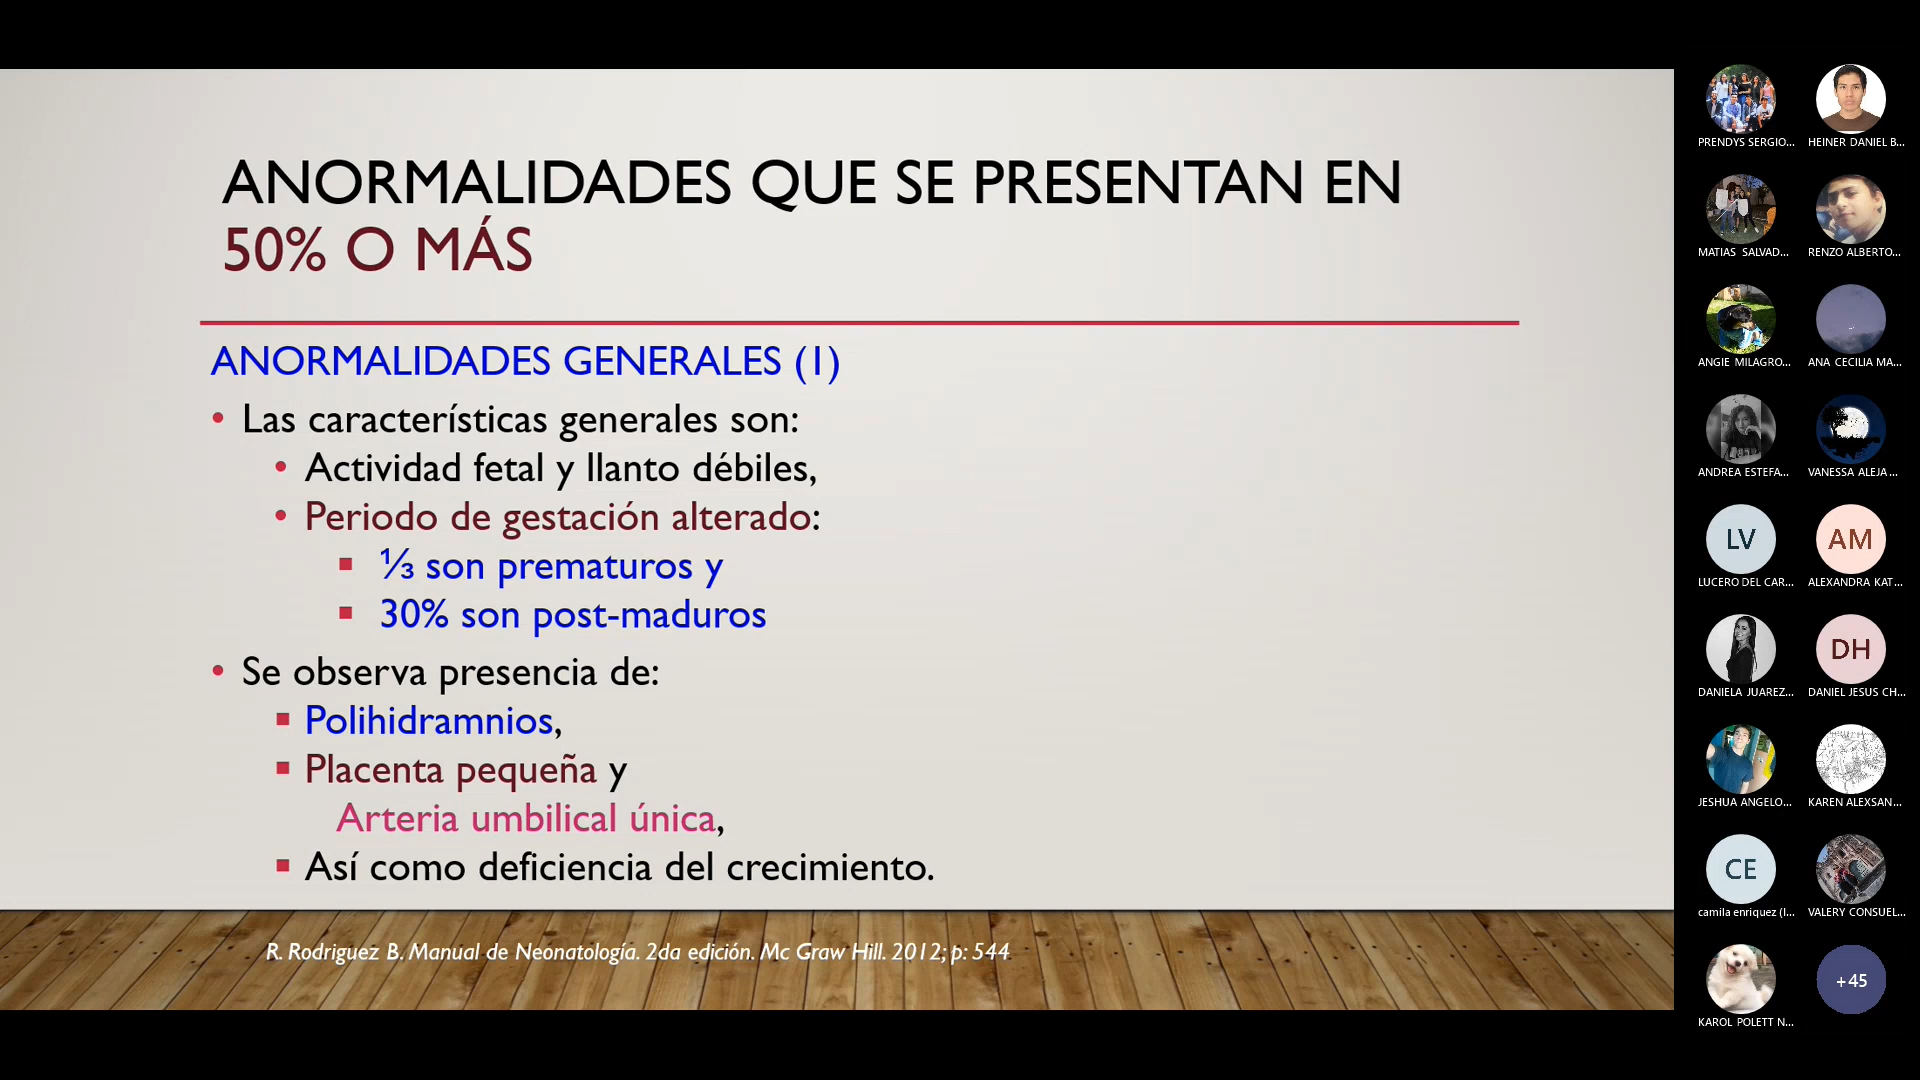 ANORMALIDADES QUE SE PRESENTAN EN
50% O MÁS
ANORMALIDADES GENERALES (1)
• Las características generales son:
• Actividad fetal y llanto débiles,
• Periodo de gestación alterado:
▪ ⅓ son prematuros y
▪ 30% son post-maduros
• Se observa presencia de:
▪ Polihidramnios,
▪ Placenta pequeña y
Arteria umbilical única,
▪ Así como deficiencia del crecimiento.
R. Rodriguez B. Manual de Neonatología. 2da edición. Mc Graw Hill. 2012; p: 544
PRENDYS SERGIO...
HEINER DANIEL B...
MATIAS SALVAD...
RENZO ALBERTO...
ANGIE MILAGRO...
ANA CECILIA MA...
ANDREA ESTEFA...
VANESSA ALEJA...
LV
AM
LUCERO DEL CAR...
ALEXANDRA KAT...
DH
DANIELA JUAREZ...
DANIEL JESUS CH...
JESHUA ANGELO...
KAREN ALEXSAN...
CE
camila enriquez (I...
VALERY CONSUEL...
+45
KAROL POLETT N...